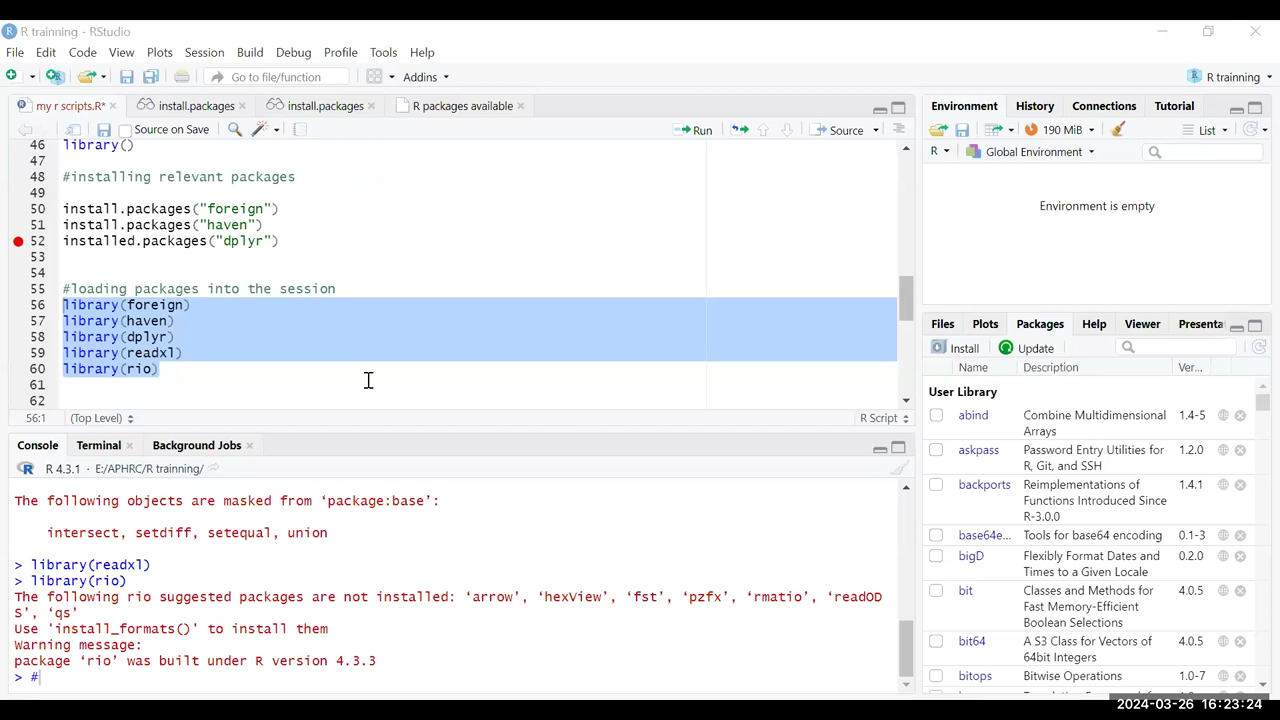 R trainning - RStudio
File Edit Code View Plots Session Build Debug Profile Tools Help
Go to file/function Addins R trainning
my r scripts.R* install.packages install.packages R packages available
Source on Save Run Source
46 library()
47
48 #installing relevant packages
49
50 install.packages("foreign")
51 install.packages("haven")
52 installed.packages("dplyr")
53
54
55 #loading packages into the session
56 library(foreign)
57 library(haven)
58 library(dplyr)
59 library(readxl)
60 library(rio)
61
62
56:1 (Top Level) R Script
Console Terminal Background Jobs
R 4.3.1 · E:/APHRC/R trainning/
The following objects are masked from ‘package:base’:
intersect, setdiff, setequal, union
> library(readxl)
> library(rio)
The following rio suggested packages are not installed: ‘arrow’, ‘hexView’, ‘fst’, ‘pzfx’, ‘rmatio’, ‘readOD
S’, ‘qs’
Use ‘install_formats()’ to install them
Warning message:
package ‘rio’ was built under R version 4.3.3
> #
Environment History Connections Tutorial
190 MiB List
R Global Environment
Environment is empty
Files Plots Packages Help Viewer Presenta
Install Update
Name Description Ver...
User Library
abind Combine Multidimensional 1.4-5
Arrays
askpass Password Entry Utilities for 1.2.0
R, Git, and SSH
backports Reimplementations of 1.4.1
Functions Introduced Since
R-3.0.0
base64e... Tools for base64 encoding 0.1-3
bigD Flexibly Format Dates and 0.2.0
Times to a Given Locale
bit Classes and Methods for 4.0.5
Fast Memory-Efficient
Boolean Selections
bit64 A S3 Class for Vectors of 4.0.5
64bit Integers
bitops Bitwise Operations 1.0-7
2024-03-26 16:23:24